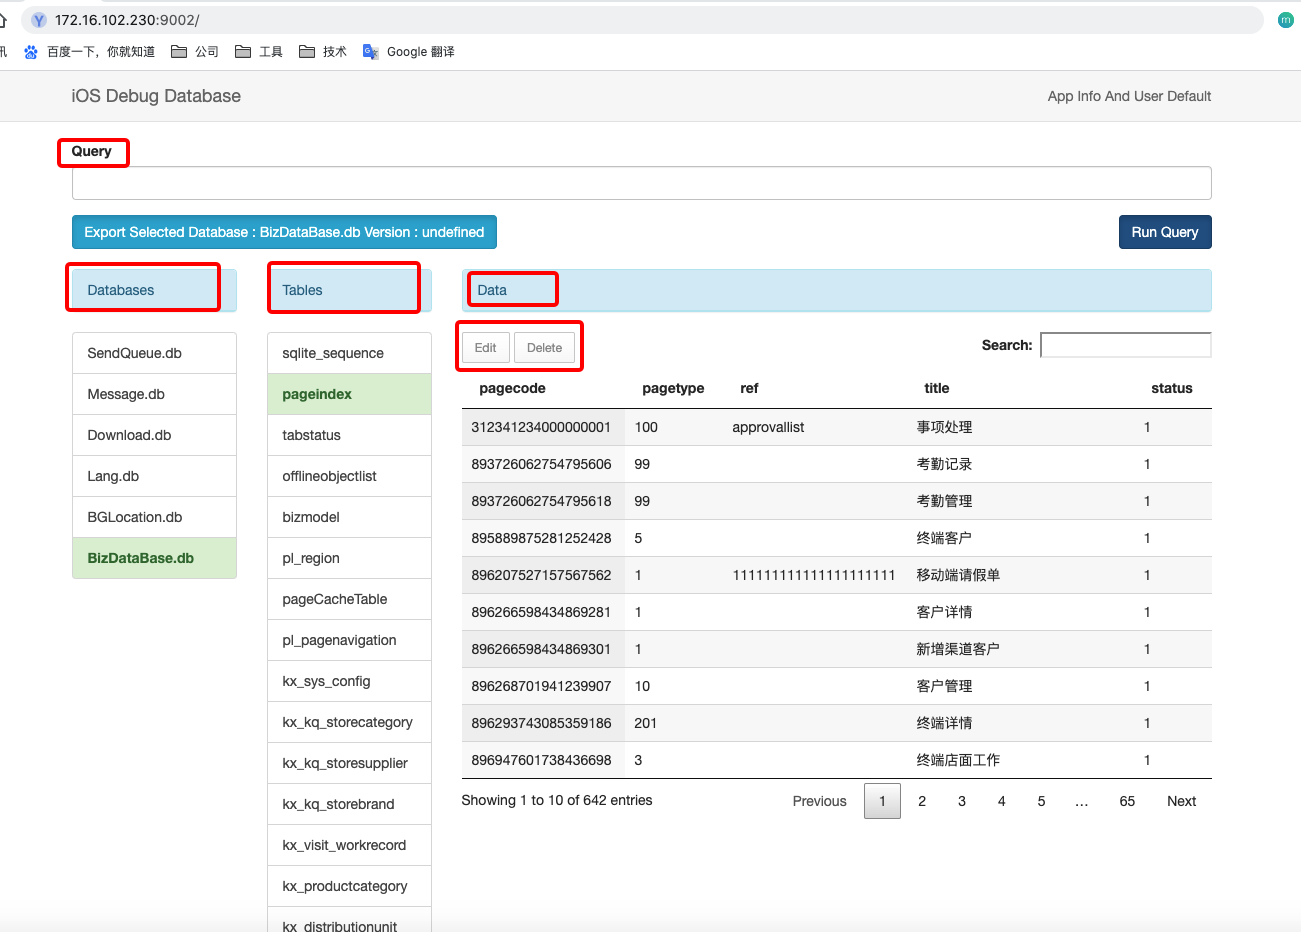 172.16.102.230:9002/
m
讯 百度一下，你就知道 公司 工具 技术 Google 翻译
iOS Debug Database App Info And User Default
Query
Export Selected Database : BizDataBase.db Version : undefined Run Query
Databases Tables Data
Edit Delete Search:
SendQueue.db
Message.db
Download.db
Lang.db
BGLocation.db
BizDataBase.db
sqlite_sequence
pageindex
tabstatus
offlineobjectlist
bizmodel
pl_region
pageCacheTable
pl_pagenavigation
kx_sys_config
kx_kq_storecategory
kx_kq_storesupplier
kx_kq_storebrand
kx_visit_workrecord
kx_productcategory
kx_distributionunit
pagecode pagetype ref title status
312341234000000001 100 approvallist 事项处理 1
893726062754795606 99 考勤记录 1
893726062754795618 99 考勤管理 1
895889875281252428 5 终端客户 1
896207527157567562 1 111111111111111111111 移动端请假单 1
896266598434869281 1 客户详情 1
896266598434869301 1 新增渠道客户 1
896268701941239907 10 客户管理 1
896293743085359186 201 终端详情 1
896947601738436698 3 终端店面工作 1
Showing 1 to 10 of 642 entries Previous 1 2 3 4 5 … 65 Next